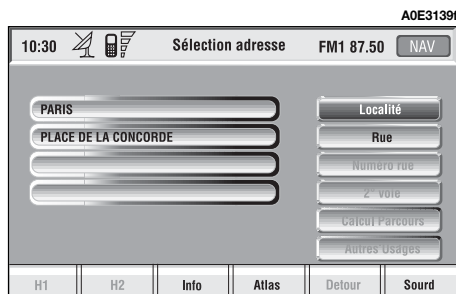 A0E3139f
10:30 Sélection adresse FM1 87.50 NAV
PARIS Localité
PLACE DE LA CONCORDE Rue
Numéro rue
2° voie
Calcul Parcours
Autres Usages
H1 H2 Info Atlas Detour Sourd